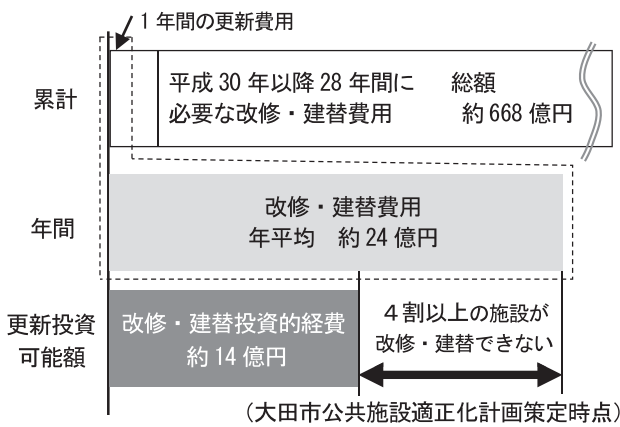 1年間の更新費用
累計
平成30年以降28年間に 総額
必要な改修・建替費用 約668億円
年間
改修・建替費用
年平均 約24億円
更新投資
可能額
改修・建替投資的経費
約14億円
4割以上の施設が
改修・建替できない
（大田市公共施設適正化計画策定時点）